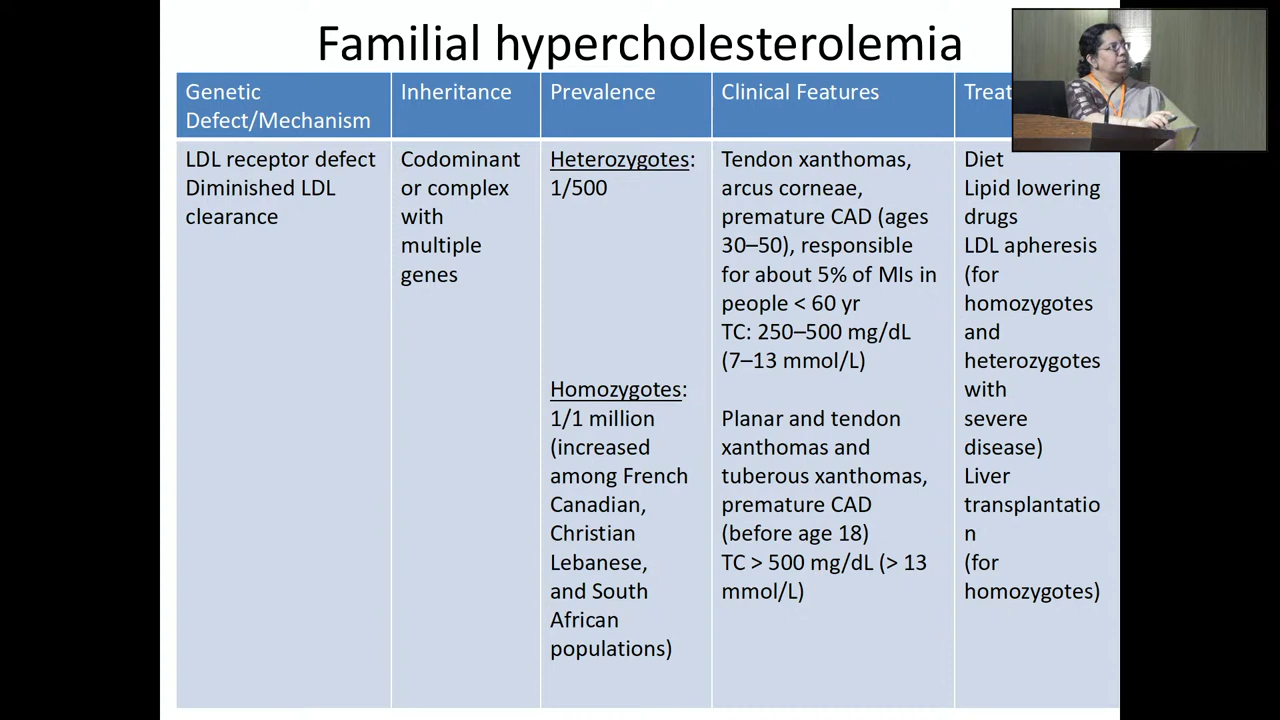 Familial hypercholesterolemia
Genetic
Defect/Mechanism
Inheritance
Prevalence
Clinical Features
Treat
LDL receptor defect
Diminished LDL
clearance
Codominant
or complex
with
multiple
genes
Heterozygotes:
1/500
Homozygotes:
1/1 million
(increased
among French
Canadian,
Christian
Lebanese,
and South
African
populations)
Tendon xanthomas,
arcus corneae,
premature CAD (ages
30–50), responsible
for about 5% of MIs in
people < 60 yr
TC: 250–500 mg/dL
(7–13 mmol/L)
Planar and tendon
xanthomas and
tuberous xanthomas,
premature CAD
(before age 18)
TC > 500 mg/dL (> 13
mmol/L)
Diet
Lipid lowering
drugs
LDL apheresis
(for
homozygotes
and
heterozygotes
with
severe
disease)
Liver
transplantatio
n
(for
homozygotes)